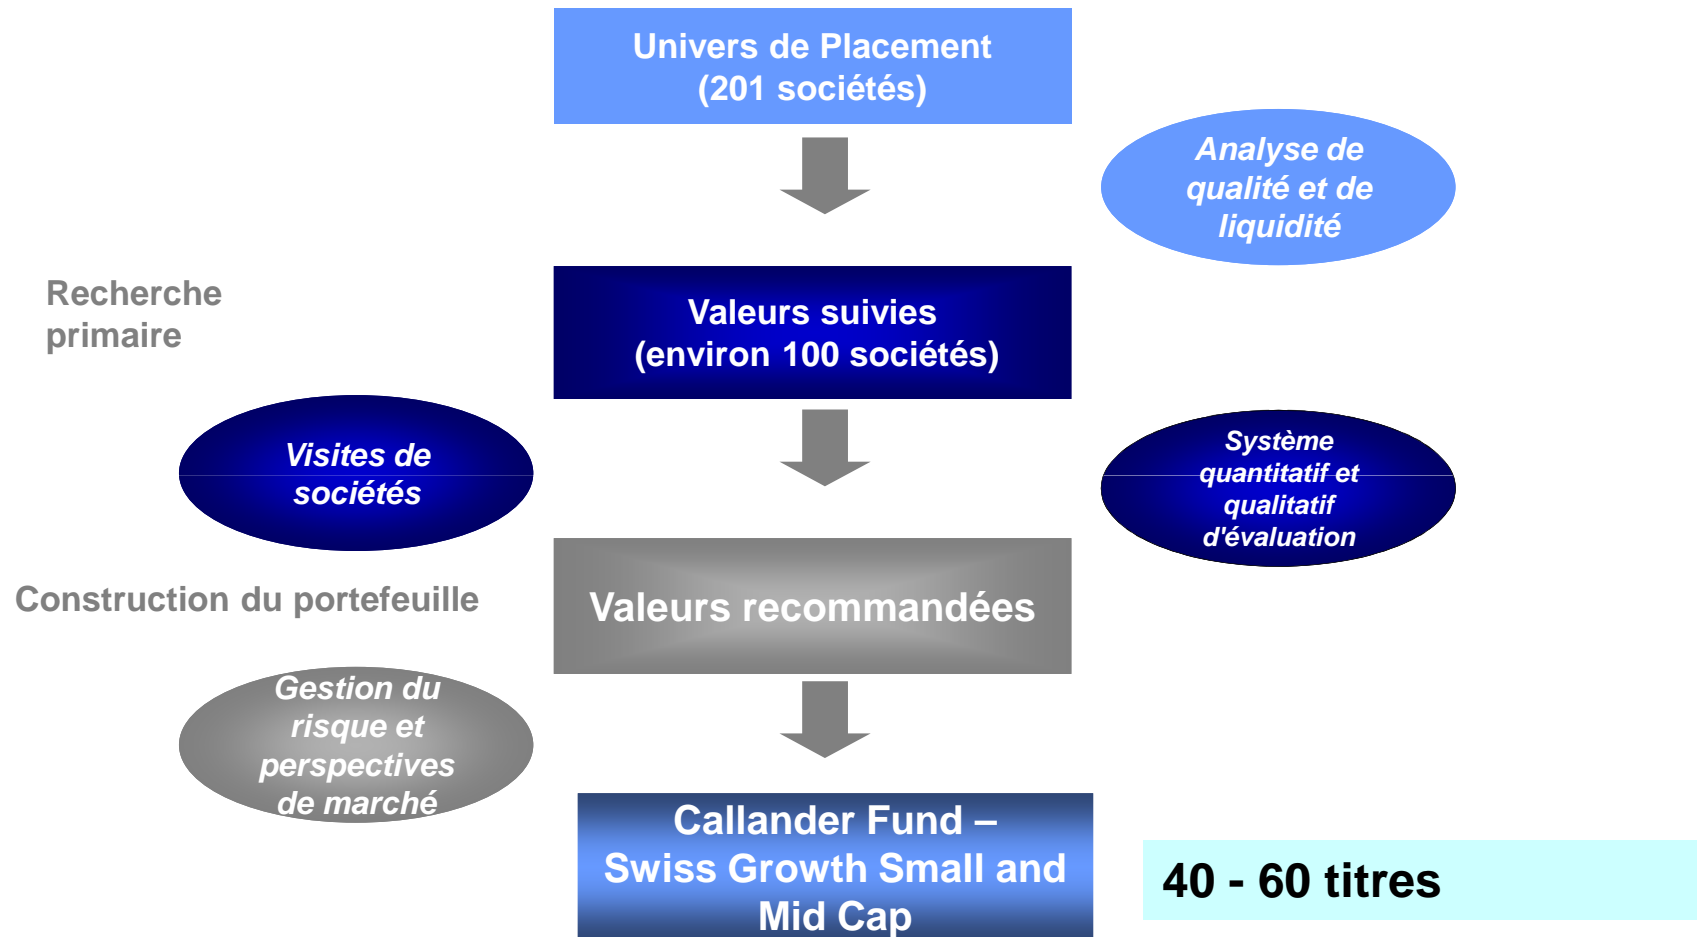 Univers de Placement
(201 sociétés)
Analyse de
qualité et de
liquidité
Recherche
primaire
Valeurs suivies
(environ 100 sociétés)
Visites de
sociétés
Système
quantitatif et
qualitatif
d'évaluation
Construction du portefeuille
Valeurs recommandées
Gestion du
risque et
perspectives
de marché
Callander Fund –
Swiss Growth Small and
Mid Cap
40 - 60 titres